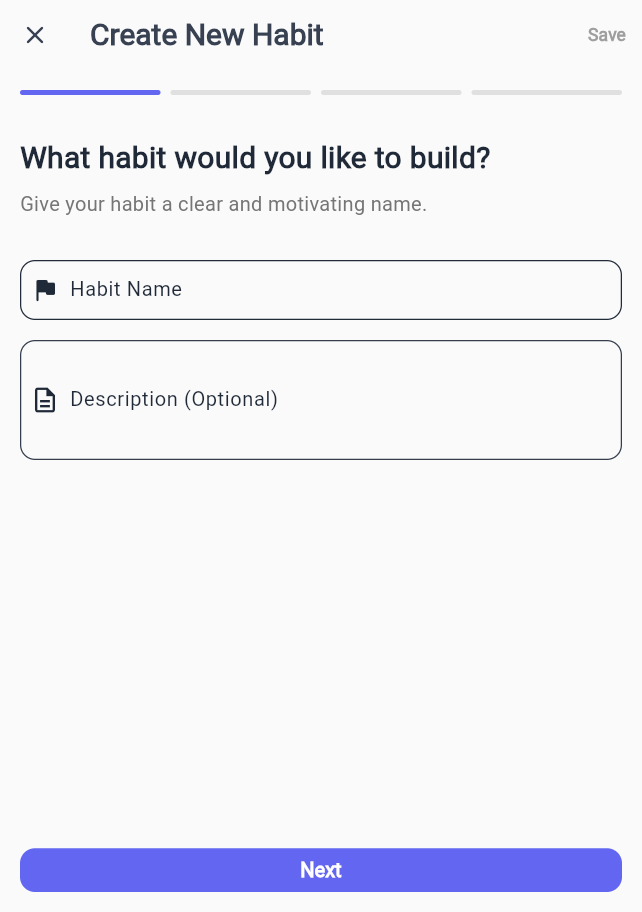 Create New Habit
Save
What habit would you like to build?
Give your habit a clear and motivating name.
Habit Name
Description (Optional)
Next